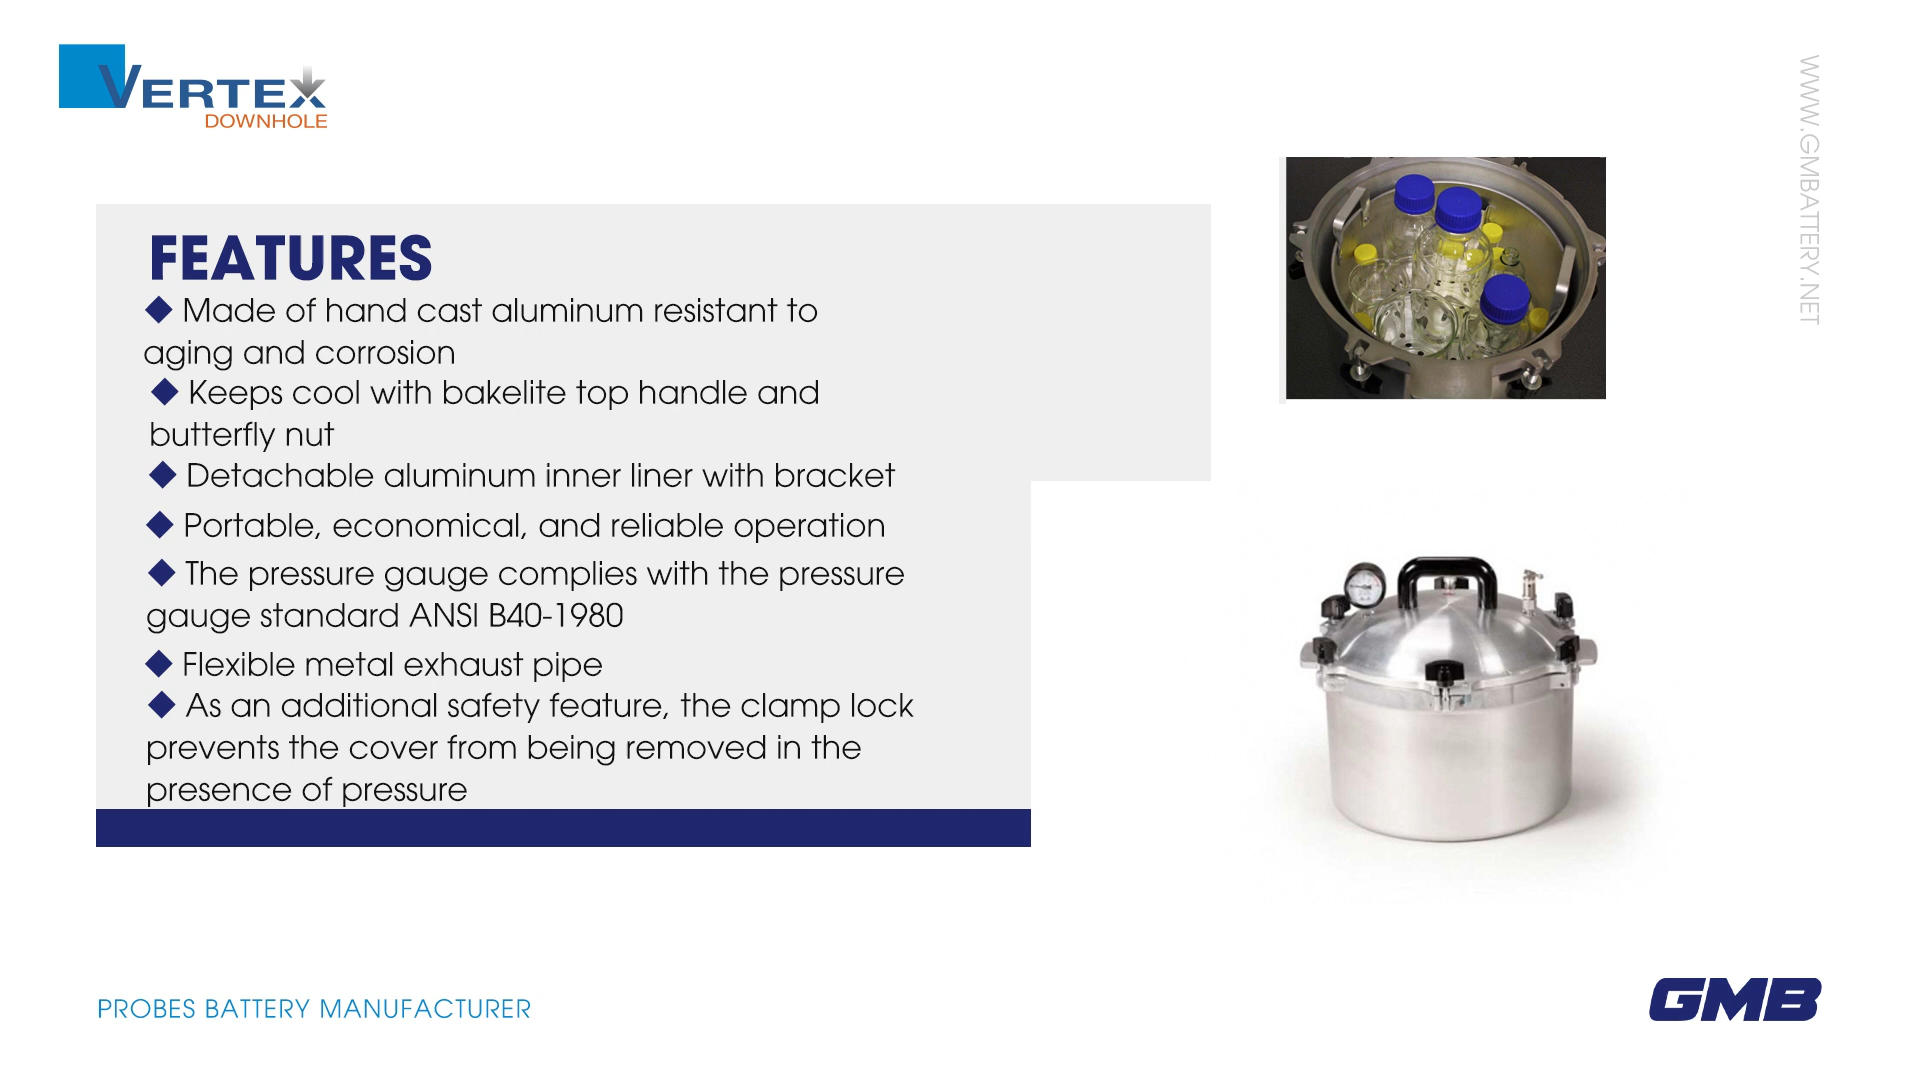 VERTEX
DOWNHOLE
WWW.GMBATTERY.NET
FEATURES
◆ Made of hand cast aluminum resistant to
aging and corrosion
◆ Keeps cool with bakelite top handle and
butterfly nut
◆ Detachable aluminum inner liner with bracket
◆ Portable, economical, and reliable operation
◆ The pressure gauge complies with the pressure
gauge standard ANSI B40-1980
◆ Flexible metal exhaust pipe
◆ As an additional safety feature, the clamp lock
prevents the cover from being removed in the
presence of pressure
PROBES BATTERY MANUFACTURER
GMB